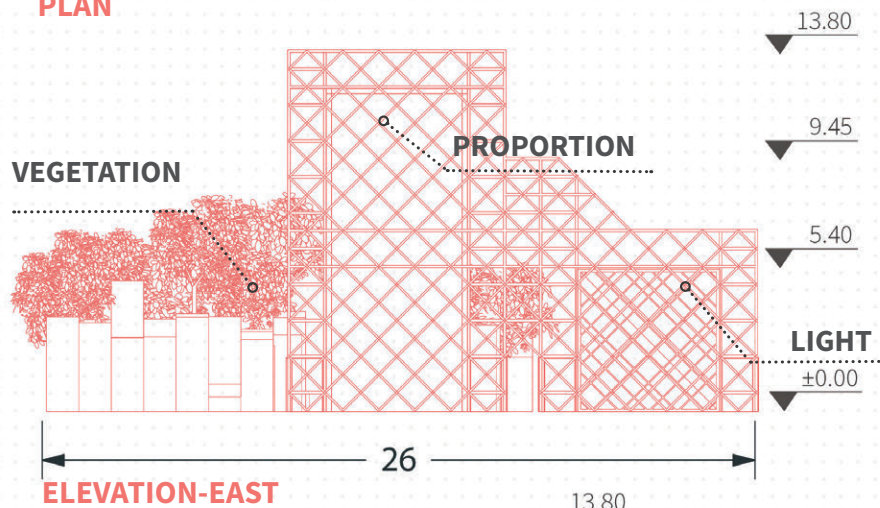 PLAN
13.80
9.45
PROPORTION
VEGETATION
5.40
LIGHT
±0.00
26
ELEVATION-EAST
13.80